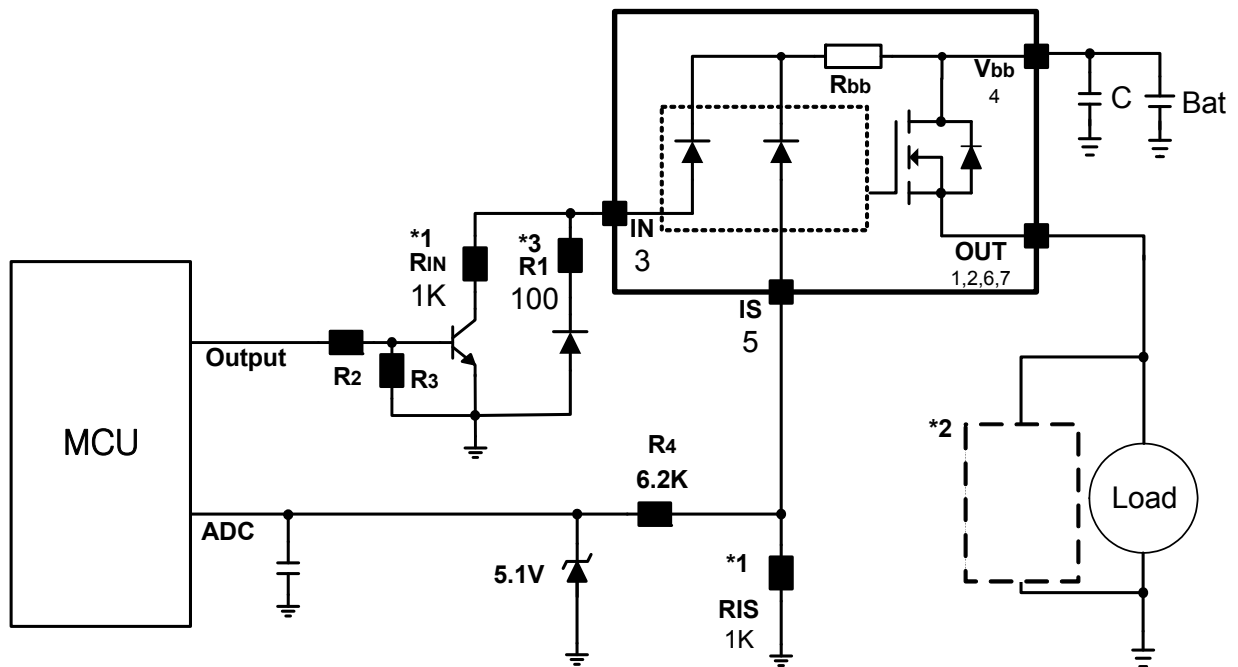 Rbb
Vbb
4
C
Bat
IN
3
*1
RIN
1K
*3
R1
100
OUT
1,2,6,7
IS
5
Output
R2
R3
MCU
*2
R4
6.2K
Load
ADC
5.1V
*1
RIS
1K